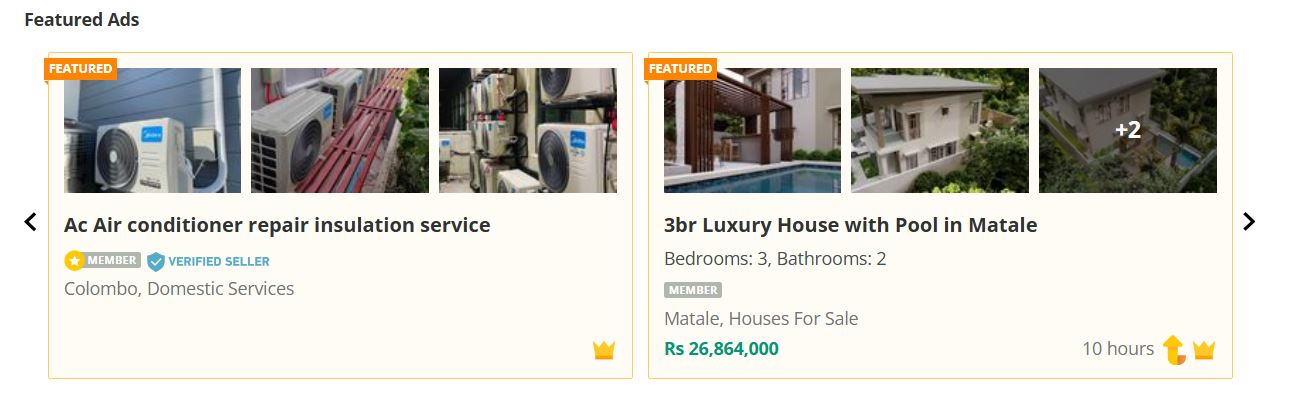 Featured Ads
FEATURED
Ac Air conditioner repair insulation service
MEMBER
VERIFIED SELLER
Colombo, Domestic Services
FEATURED
+2
3br Luxury House with Pool in Matale
Bedrooms: 3, Bathrooms: 2
MEMBER
Matale, Houses For Sale
Rs 26,864,000
10 hours